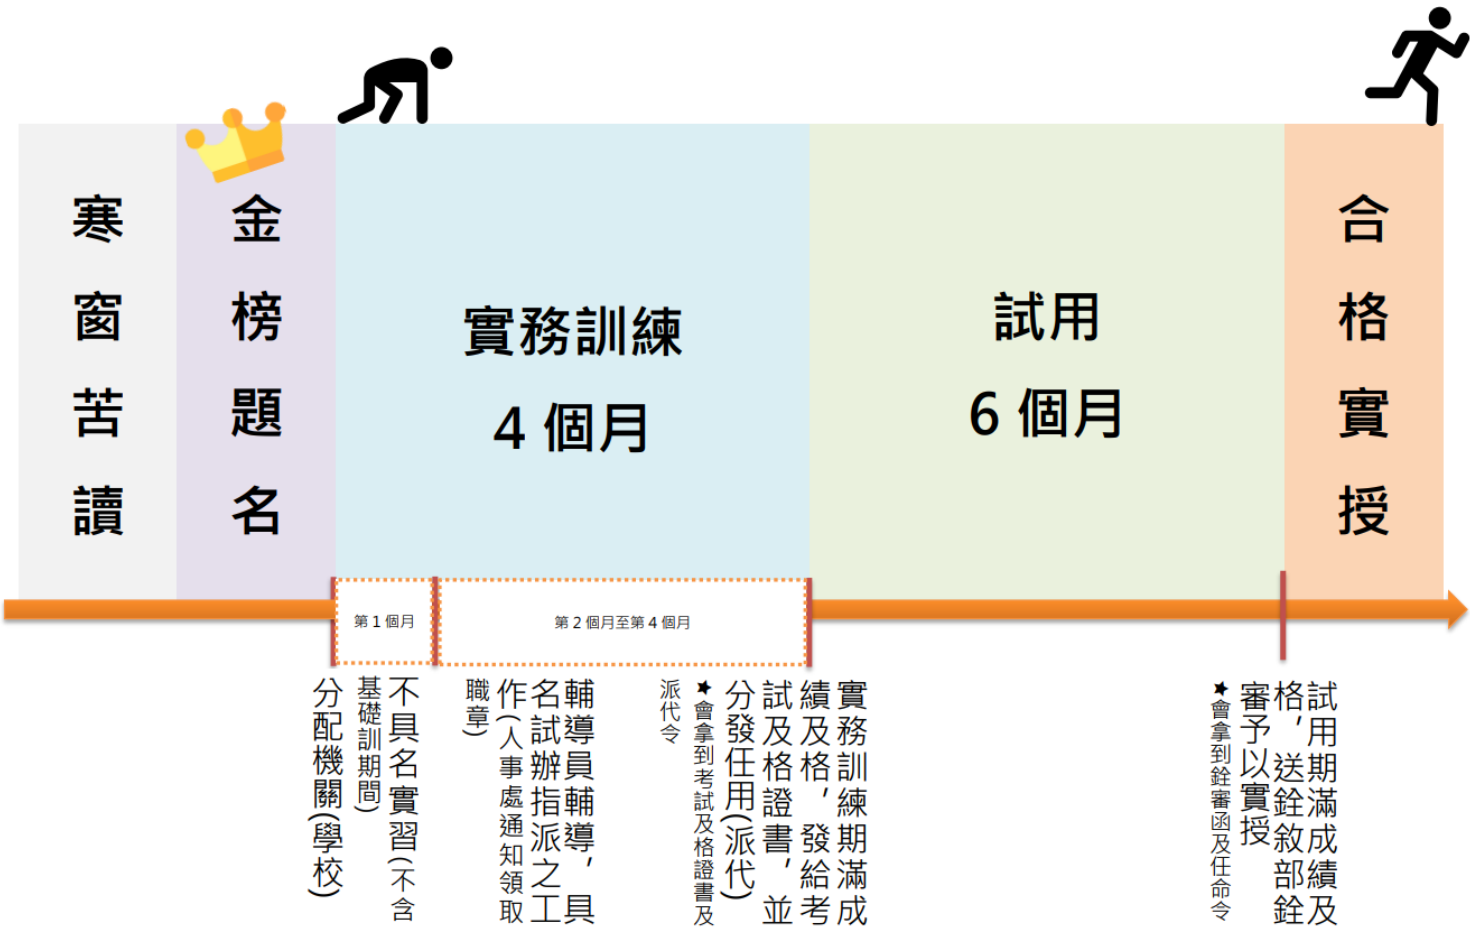 寒窗苦讀
金榜題名
實務訓練
4 個月
試用
6 個月
合格實授
第 1 個月
第 2 個月至第 4 個月
分配機關(學校)
不具名實習(不含
基礎訓期間)
輔導員輔導，具
名試辦指派之工
作(人事處通知領取
職章)
實務訓練期滿成
績及格，發給考
試及格證書，並
分發任用(派代)
★會拿到考試及格證書及
派代令
試用期滿成績及
格，送銓敘部銓
審予以實授
★會拿到銓審函及任命令